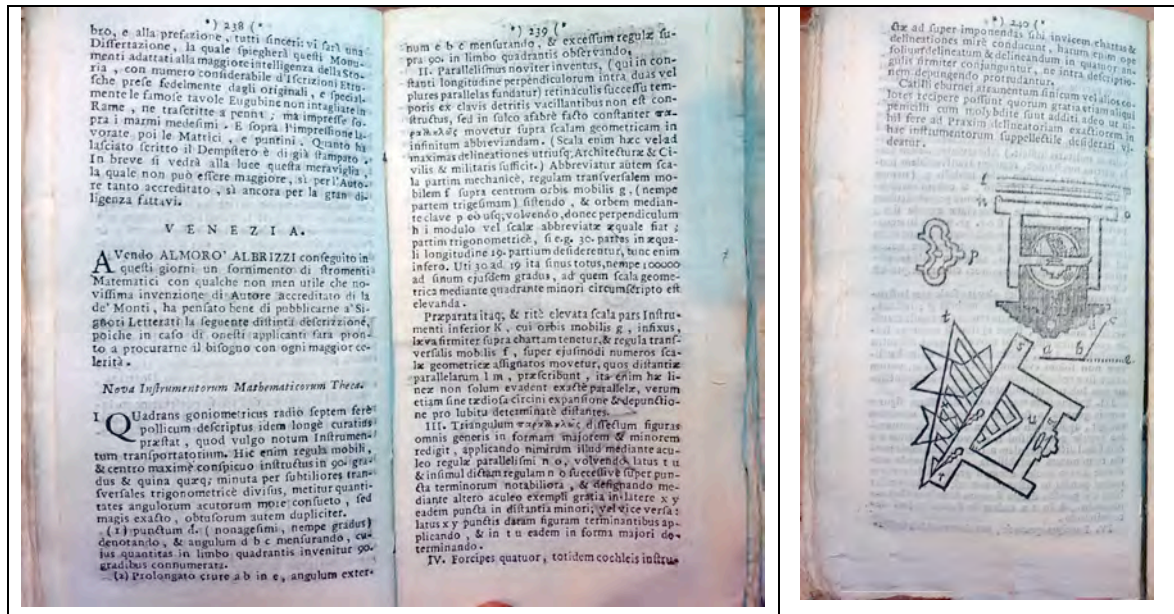 *) 238 (*
bro, e alla prefazione, tutti sinceri: vi sarà una
Dissertazione, la quale spiegherà questi Monu-
menti adattati alla maggiore intelligenza della Sto-
ria, con numero considerabile d'Iscrizioni Etru-
sche prese fedelmente dagli originali, e special-
mente le famose tavole Eugubine non intagliate in
Rame, ne trascritte a penna; ma impresse so-
pra i marmi medesimi. E sopra l'impressione la-
vorate poi le Matrici, e punzini. Quanto hà
lasciato scritto il Dempstero è di già stampato.
In breve si vedrà alla luce questa meraviglia,
la quale non può essere maggiore, sì per l'Auto-
re tanto accreditato, sì ancora per la gran di-
ligenza fattavi.
VENEZIA.
AVendo ALMORO' ALBRIZZI conseguito in
questi giorni un fornimento di stromenti
Matematici con qualche non men utile che no-
vissima invenzione di Autore accreditato di la
de' Monti, ha pensato bene di pubblicarne a' Si-
gnori Letterati la seguente distinta descrizzione,
poiche in caso di onesti applicanti sarà pron-
to a procurarne il bisogno con ogni maggior ce-
lerità.
Nova Instrumentorum Mathematicorum Theca.
I. QUadrans goniometricus radio septem ferè
pollicum descriptus idem longè curatius
præstat, quod vulgo notum Instrumen-
tum transportatorium. Hic enim regula mobili,
& centro maximè conspicuo instructus in 90. gra-
dus & quina quæq; minuta per subtiliores tran-
sversales trigonometricè divisus, metitur quanti-
tates angulorum acutorum more consueto, sed
magis exacto, obtusorum autem dupliciter.
(1) punctum d. (nonagesimi, nempe gradus)
denotando, & angulum d b c mensurando, cu-
jus quantitas in limbo quadrantis invenitur 90.
gradibus connumerata.
(2) Prolongato crure a b in e, angulum exter-
*) 239 (*
num e b c mensurando, & excessum regulæ su-
pra 90. in limbo quadrantis observando.
II. Parallelismus noviter inventus, (qui in con-
stanti longitudine perpendiculorum intra duas vel
plures parallelas fundatur) retinaculis successu tem-
poris ex clavis detritis vacillantibus non est con-
structus, sed in sulco afabrè facto constanter πα-
ραλλήλως movetur supra scalam geometricam in
infinitum abbreviandam. (Scala enim hæc vel ad
maximas delineationes utriusq; Architecturæ & Ci-
vilis & militaris sufficit.) Abbreviatur autem sca-
la partim mechanicè, regulam transversalem mo-
bilem f supra centrum orbis mobilis g, (nempe
partem trigesimam) sistendo, & orbem median-
te clave p eò usq; volvendo, donec perpendiculum
h i modulo vel scalæ abbreviatæ æquale fiat;
partim trigonometricè, si e.g. 30. partes in æqua-
li longitudine 19. partium desiderentur, tunc enim
infero. Uti 30 ad 19 ita sinus totus, nempe 100000
ad sinum ejusdem gradus, ad quem scala geome-
trica mediante quadrante minori circumscripto est
elevanda.
Præparata itaq; & ritè elevata scala pars Instru-
menti inferior K, cui orbis mobilis g, infixus,
læva firmiter supra chartam tenetur, & regula trans-
versalis mobilis f, super ejusmodi numeros sca-
læ geometricæ assignatos movetur, quos distantiæ
parallelarum l m, præscribunt, ita enim hæ li-
neæ non solum evadent exactè parallelæ, verum
etiam sine tædiosa circini expansione & depunctio-
ne pro lubitu determinatè distantes.
III. Triangulum παραλλήλως dissectum figuras
omnis generis in formam majorem & minorem
redigit, applicando nimirum illud mediante acu-
leo regulæ parallelismi n o, volvendo latus t u
& insimul dictam regulam n o successivè super pun-
cta terminorum notabiliora, & designando me-
diante altero aculeo exempli gratia in latere x y
eadem puncta in distantia minori; vel vice versa:
latus x y punctis datam figuram terminantibus ap-
plicando, & in t u eadem in forma majori de-
terminando.
IV. Forcipes quatuor, totidem cochleis instru-
*) 240 (*
ctæ ad super imponendas sibi invicem chartas &
delineationes mirè conducunt, harum enim ope
folium delineatum & delineandum in quatuor an-
gulis firmiter conjunguntur, ne intra descriptio-
nem depungendo protrudantur.
Catilli eburnei atramentum sinicum vel alios co-
lores recipere possunt quorum gratia etiam aliqui
penicilli cum molybdite sunt additi adeo ut ni-
hil fere ad Praxim delineatoriam exactiorem in
hac instrumentorum suppellectile desiderari vi-
deatur.
l
n
o
p
d
c
a
b
e
t
s
u
r